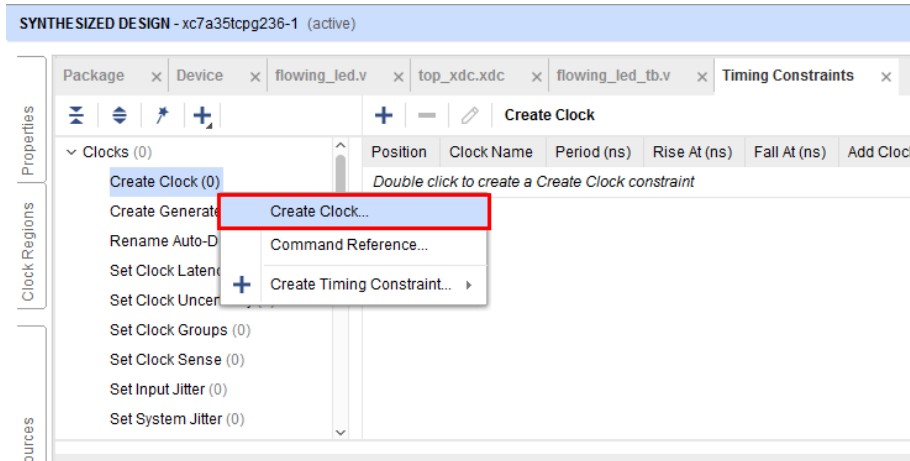 SYNTHESIZED DESIGN - xc7a35tcpg236-1 (active)
Package Device flowing_led.v top_xdc.xdc flowing_led_tb.v Timing Constraints
Properties
Clock Regions
Create Clock
Clocks (0)
Position Clock Name Period (ns) Rise At (ns) Fall At (ns) Add Cloc
Create Clock (0)
Double click to create a Create Clock constraint
Create Generate
Create Clock...
Rename Auto-D
Command Reference...
Set Clock Latenc
Create Timing Constraint...
Set Clock Uncer
Set Clock Groups (0)
Set Clock Sense (0)
Set Input Jitter (0)
Set System Jitter (0)
ources